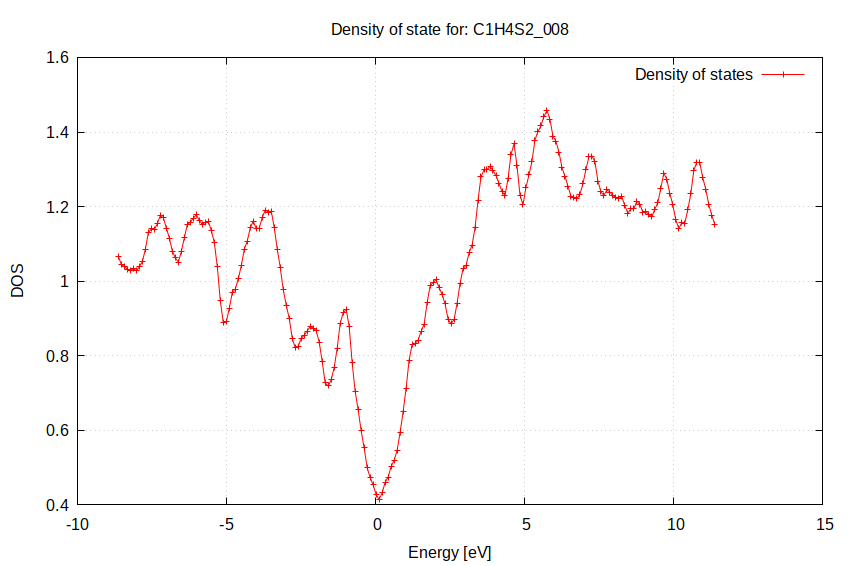 Density of state for: C1H4S2_008
Density of states
1.6
1.4
1.2
1
0.8
0.6
0.4
DOS
-10 -5 0 5 10 15
Energy [eV]